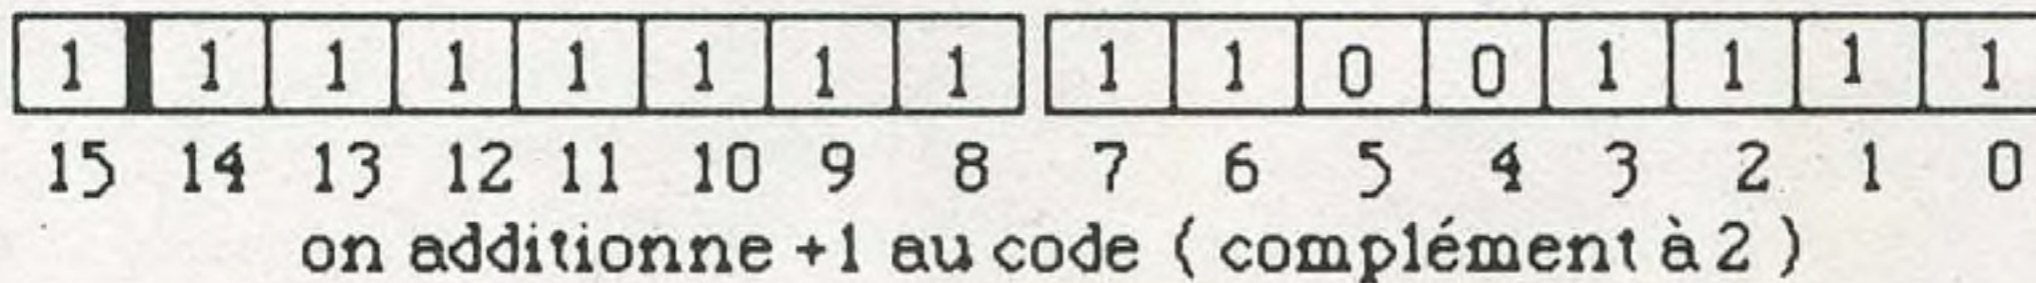 1 1 1 1 1 1 1 1 1 1 0 0 1 1 1 1
15 14 13 12 11 10 9 8 7 6 5 4 3 2 1 0
on additionne +1 au code ( complément à 2 )